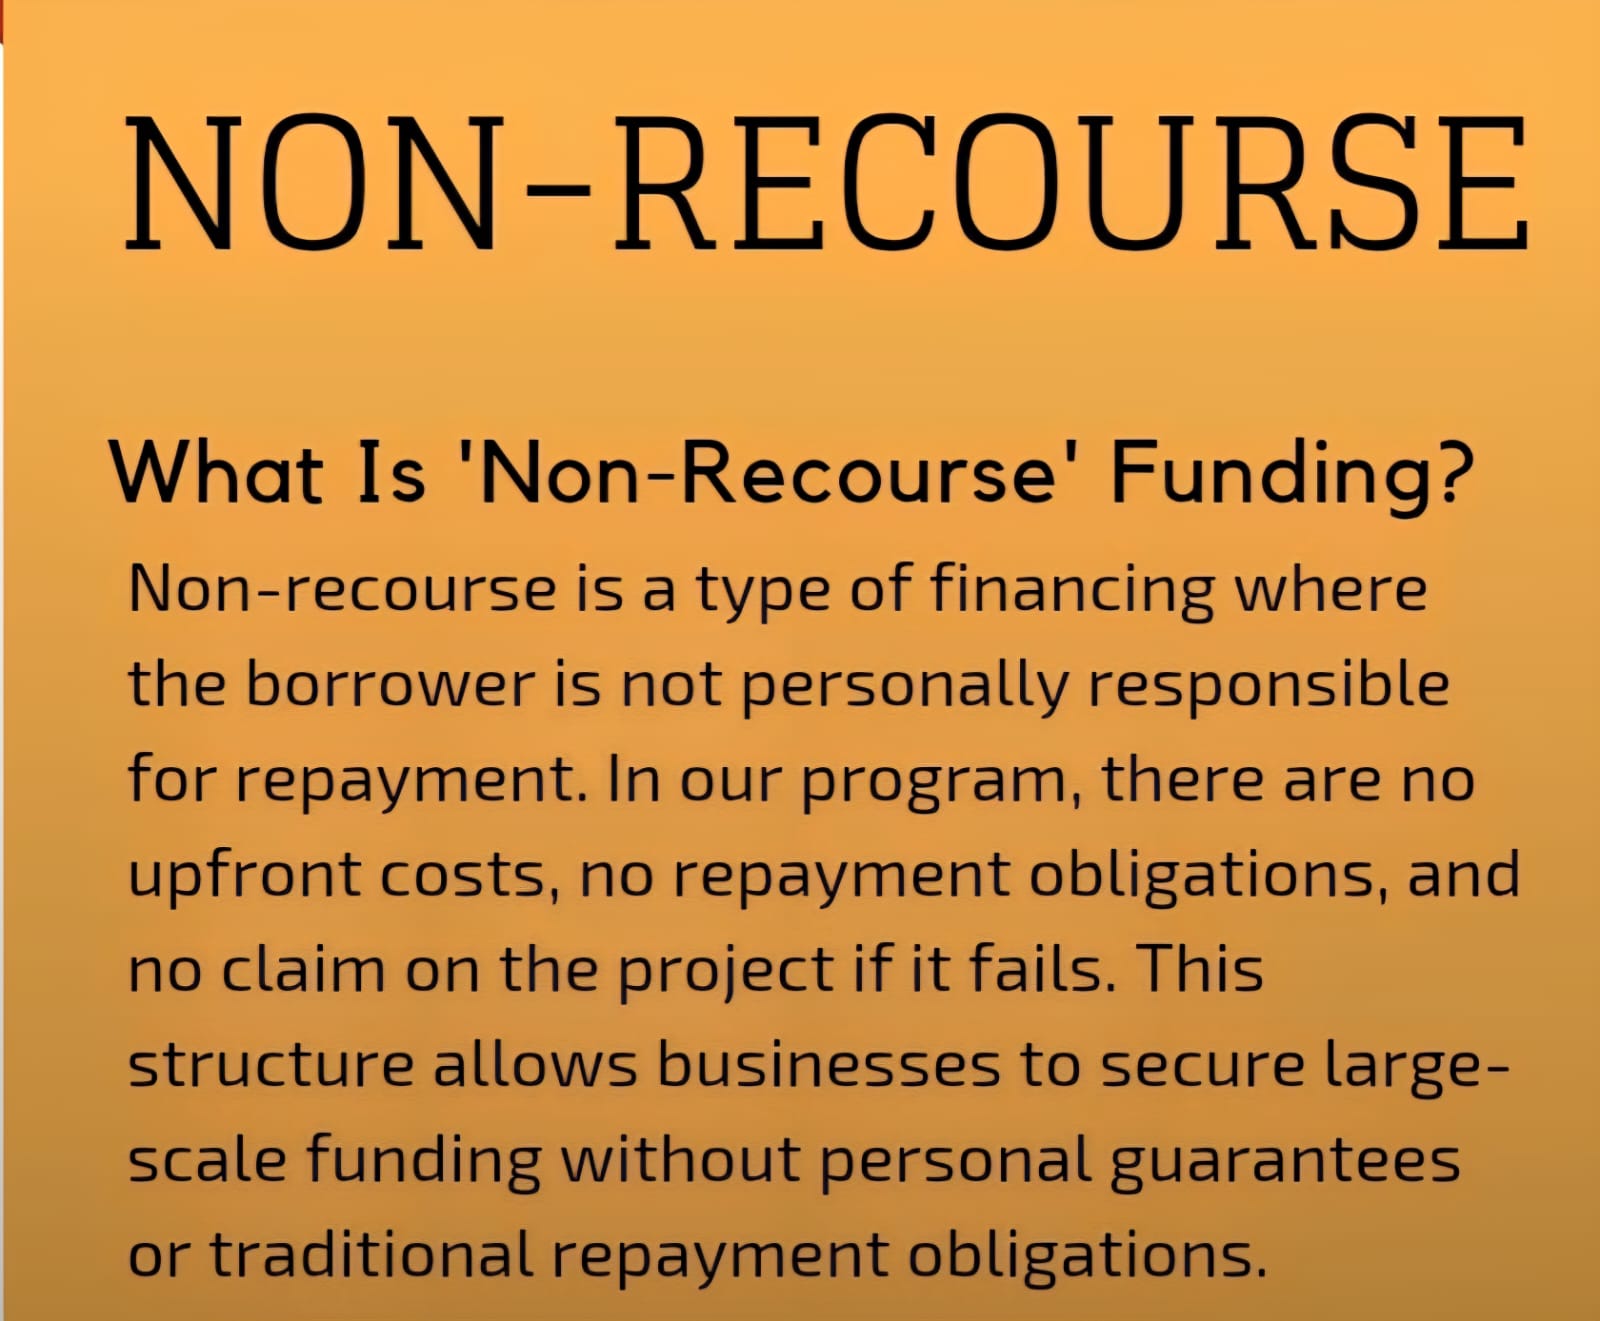 NON-RECOURSE
What Is 'Non-Recourse' Funding?
Non-recourse is a type of financing where
the borrower is not personally responsible
for repayment. In our program, there are no
upfront costs, no repayment obligations, and
no claim on the project if it fails. This
structure allows businesses to secure large-
scale funding without personal guarantees
or traditional repayment obligations.